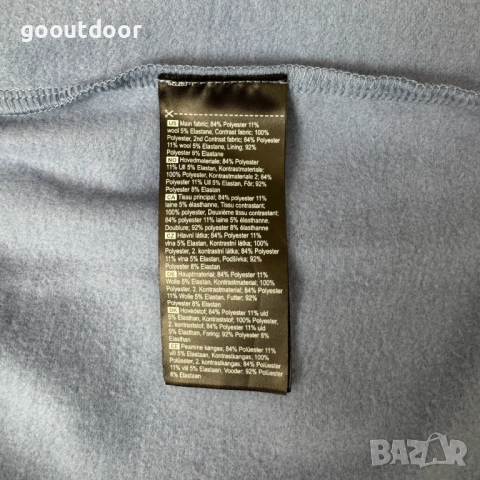 gooutdoor
US Main fabric; 84% Polyester 11%
wool 5% Elastane, Contrast fabric; 100%
Polyester, 2nd Contrast fabric; 84% Polyester
11% wool 5% Elastane, Lining; 92%
Polyester 8% Elastane
NO Hovedmateriale; 84% Polyester
11% Ull 5% Elastan, Kontrastmateriale;
100% Polyester, Kontrastmateriale 2; 84%
Polyester 11% Ull 5% Elastan, Fôr; 92%
Polyester 8% Elastan
CA Tissu principal, 84% polyester 11%
laine 5% élasthanne, Tissu contrastant;
100% polyester, Deuxième tissu contrastant;
84% polyester 11% laine 5% élasthanne,
Doublure; 92% polyester 8% élasthanne
CZ Hlavní látka; 84% Polyester 11%
vlna 5% Elastan, Kontrastní látka; 100%
Polyester, 2. kontrastní látka; 84% Polyester
11% vlna 5% Elastan, Podšívka; 92%
Polyester 8% Elastan
DE Hauptmaterial; 84% Polyester 11%
Wolle 5% Elastan, Kontrastmaterial; 100%
Polyester, 2. Kontrastmaterial; 84% Polyester
11% Wolle 5% Elastan, Futter; 92%
Polyester 8% Elastan
DK Hovedstof; 84% Polyester 11% uld
5% Elasthan, Kontraststof; 100% Polyester,
2. kontraststof; 84% Polyester 11% uld
5% Elasthan, Foring; 92% Polyester 8%
Elasthan
EE Peamine kangas; 84% Polüester 11%
vill 5% Elastaan, Kontrastkangas; 100%
Polüester, 2. kontrastkangas; 84% Polüester
11% vill 5% Elastaan, Vooder; 92% Polüester
8% Elastaan
BAZAR